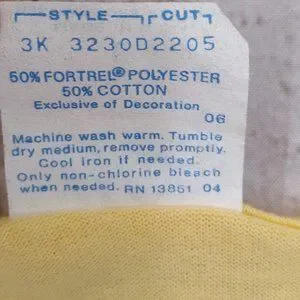 STYLE CUT
3K 3230D2205
50% FORTREL® POLYESTER
50% COTTON
Exclusive of Decoration
06
Machine wash warm. Tumble
dry medium, remove promptly.
Cool iron if needed.
Only non-chlorine bleach
when needed. RN 13851 04